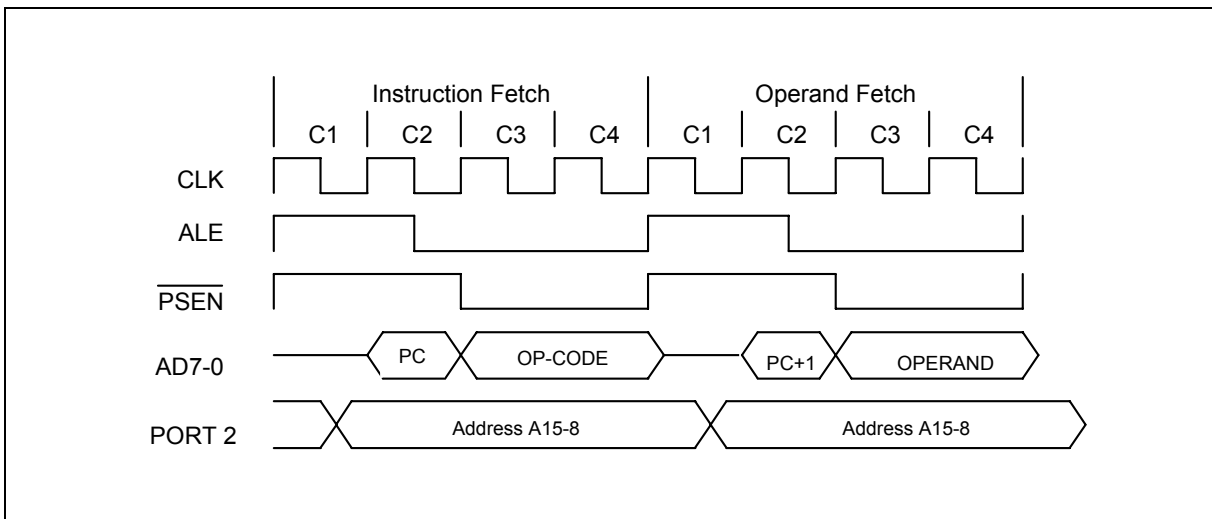 Instruction Fetch Operand Fetch
C1 C2 C3 C4 C1 C2 C3 C4
CLK
ALE
PSEN
AD7-0 PC OP-CODE PC+1 OPERAND
PORT 2 Address A15-8 Address A15-8